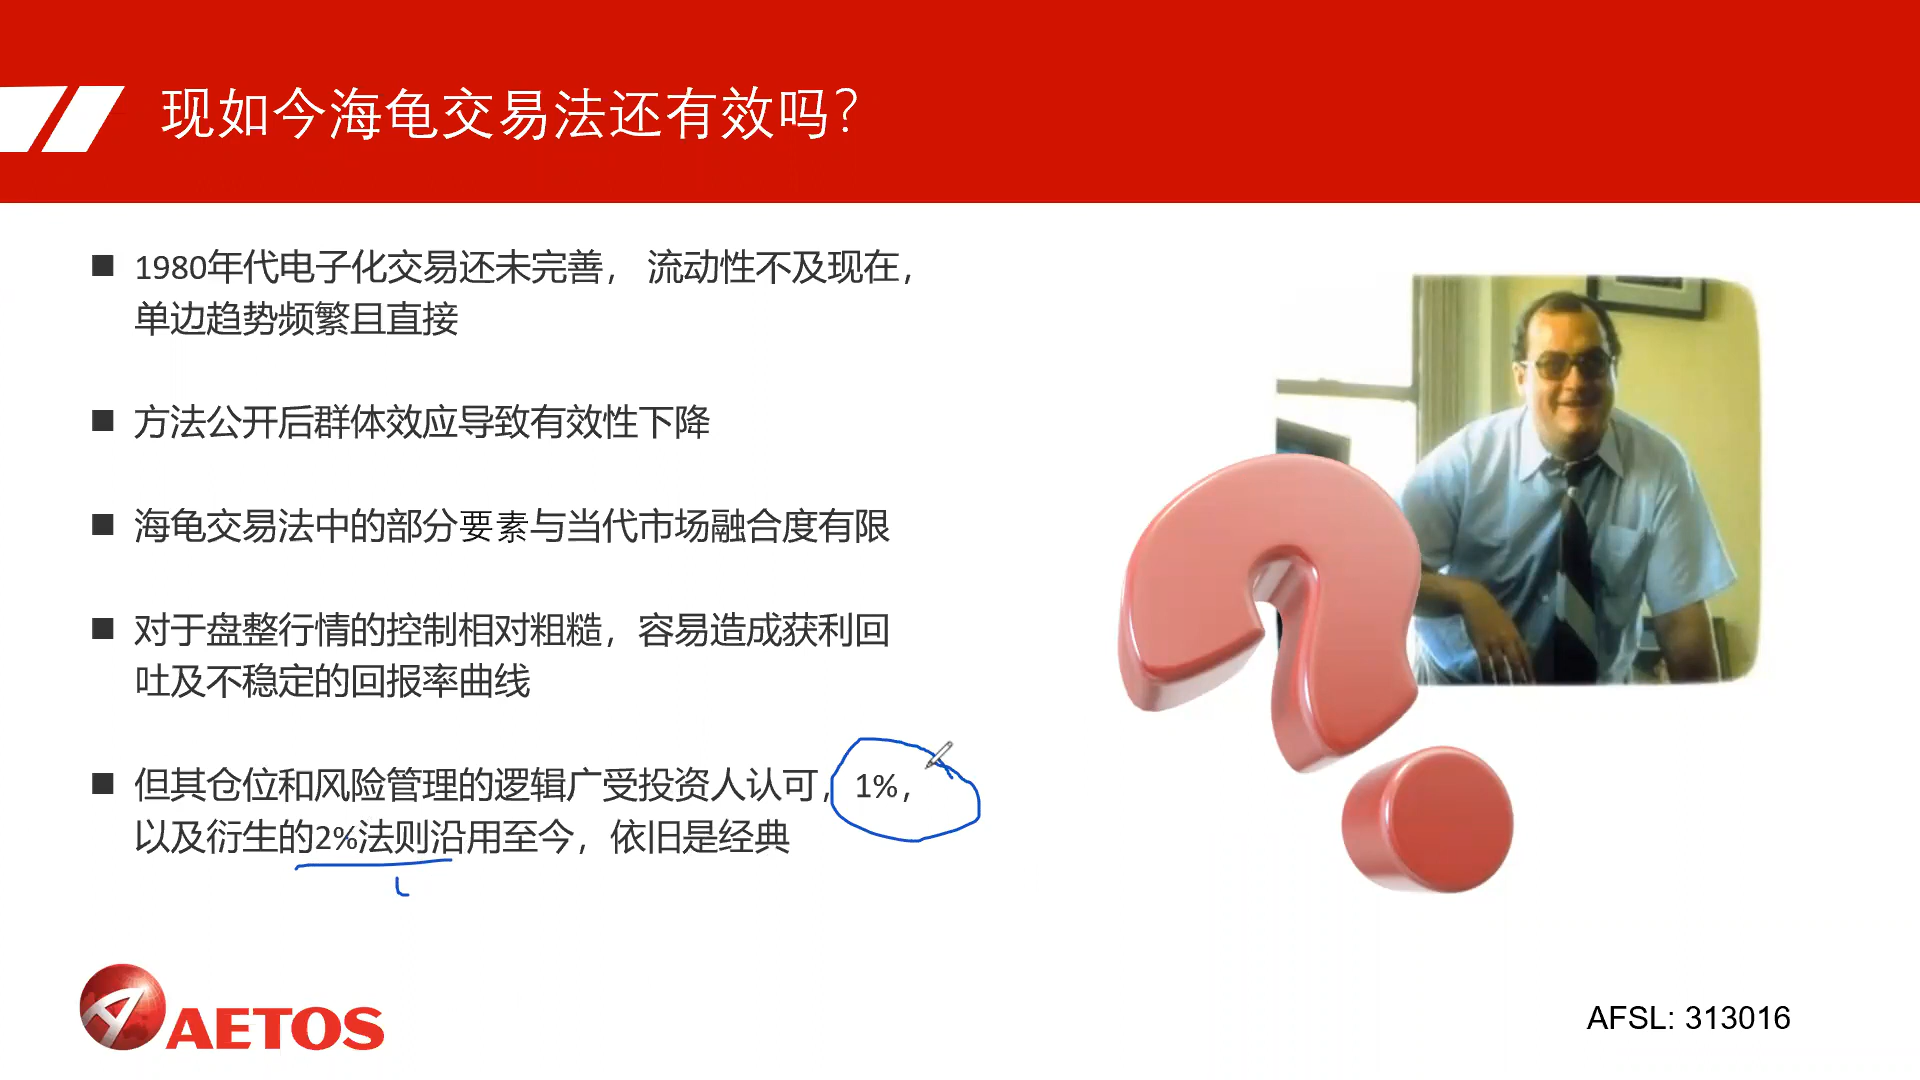 现如今海龟交易法还有效吗?
1980年代电子化交易还未完善， 流动性不及现在，
单边趋势频繁且直接
方法公开后群体效应导致有效性下降
海龟交易法中的部分要素与当代市场融合度有限
对于盘整行情的控制相对粗糙，容易造成获利回
吐及不稳定的回报率曲线
但其仓位和风险管理的逻辑广受投资人认可，1%，
以及衍生的2%法则沿用至今，依旧是经典
AETOS
AFSL: 313016